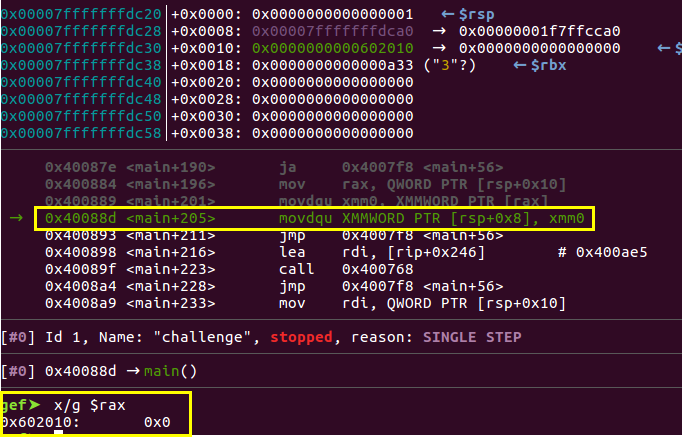 0x00007fffffffdc20│+0x0000: 0x0000000000000001 ←$rsp
0x00007fffffffdc28│+0x0008: 0x00007fffffffdca0 → 0x00000001f7ffcca0
0x00007fffffffdc30│+0x0010: 0x0000000000602010 → 0x0000000000000000 ←$
0x00007fffffffdc38│+0x0018: 0x0000000000000a33 ("3"?) ←$rbx
0x00007fffffffdc40│+0x0020: 0x0000000000000000
0x00007fffffffdc48│+0x0028: 0x0000000000000000
0x00007fffffffdc50│+0x0030: 0x0000000000000000
0x00007fffffffdc58│+0x0038: 0x0000000000000000
0x40087e <main+190> ja 0x4007f8 <main+56>
0x400884 <main+196> mov rax, QWORD PTR [rsp+0x10]
0x400889 <main+201> movdqu xmm0, XMMWORD PTR [rax]
→ 0x40088d <main+205> movdqu XMMWORD PTR [rsp+0x8], xmm0
0x400893 <main+211> jmp 0x4007f8 <main+56>
0x400898 <main+216> lea rdi, [rip+0x246] # 0x400ae5
0x40089f <main+223> call 0x400768
0x4008a4 <main+228> jmp 0x4007f8 <main+56>
0x4008a9 <main+233> mov rdi, QWORD PTR [rsp+0x10]
[#0] Id 1, Name: "challenge", stopped, reason: SINGLE STEP
[#0] 0x40088d →main()
gef➤ x/g $rax
0x602010: 0x0